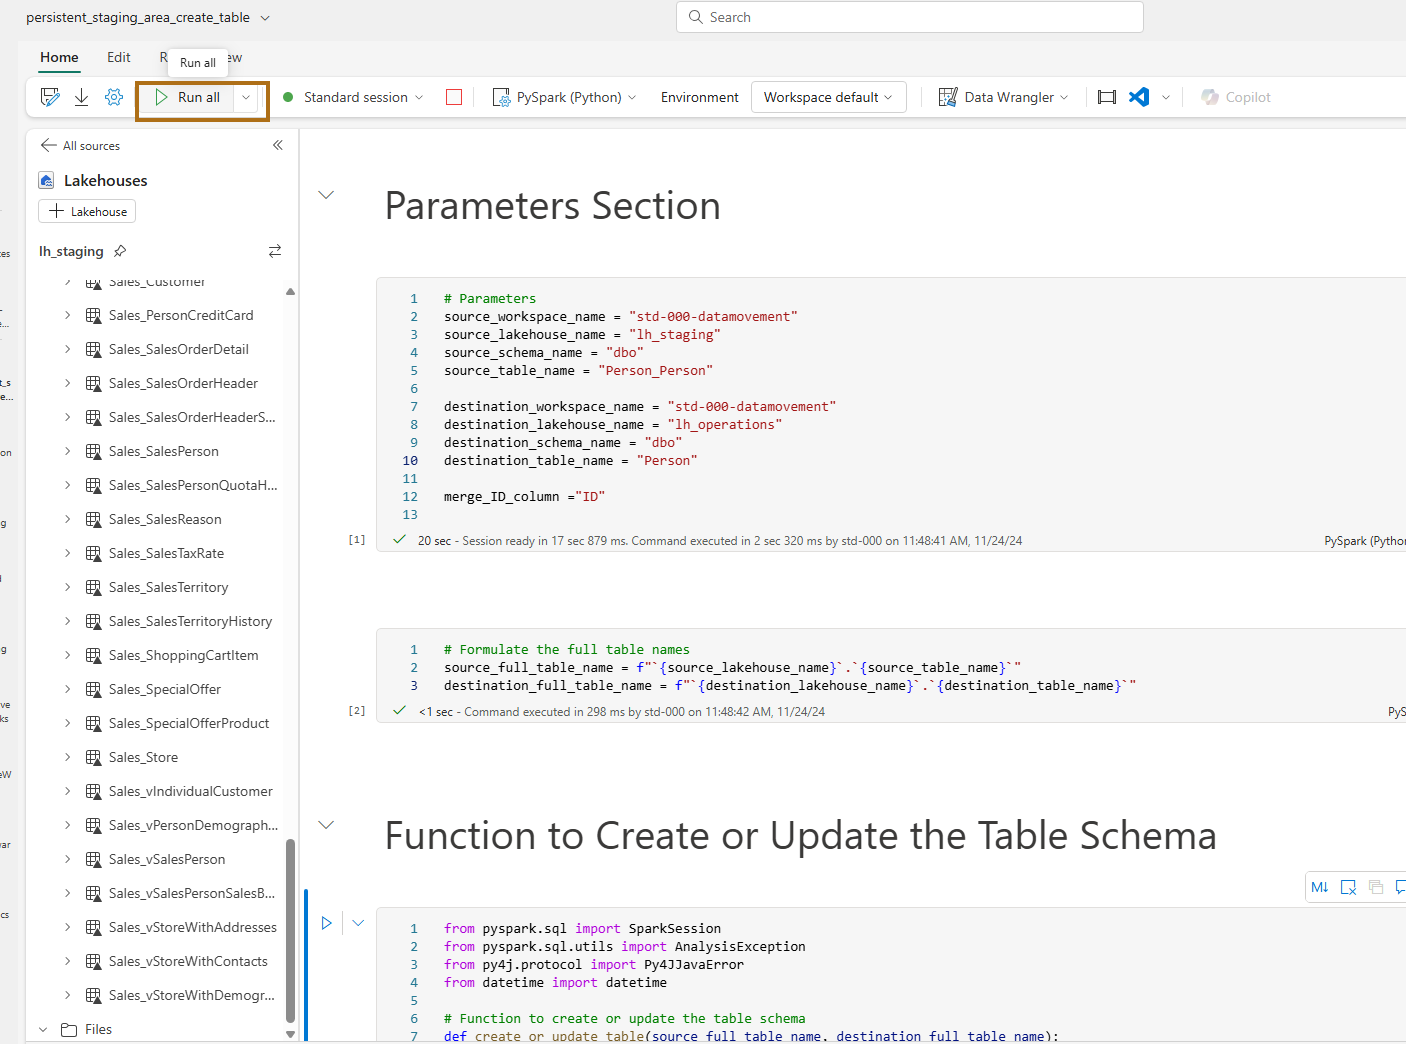 persistent_staging_area_create_table
Search
Home Edit R ew
Run all
Run all
Standard session
PySpark (Python)
Environment
Workspace default
Data Wrangler
Copilot
All sources
Lakehouses
Lakehouse
lh_staging
Sales_Customer
Sales_PersonCreditCard
Sales_SalesOrderDetail
Sales_SalesOrderHeader
Sales_SalesOrderHeaderS...
Sales_SalesPerson
Sales_SalesPersonQuotaH...
Sales_SalesReason
Sales_SalesTaxRate
Sales_SalesTerritory
Sales_SalesTerritoryHistory
Sales_ShoppingCartItem
Sales_SpecialOffer
Sales_SpecialOfferProduct
Sales_Store
Sales_vIndividualCustomer
Sales_vPersonDemograph...
Sales_vSalesPerson
Sales_vSalesPersonSalesB...
Sales_vStoreWithAddresses
Sales_vStoreWithContacts
Sales_vStoreWithDemogr...
Files
Parameters Section
1 # Parameters
2 source_workspace_name = "std-000-datamovement"
3 source_lakehouse_name = "lh_staging"
4 source_schema_name = "dbo"
5 source_table_name = "Person_Person"
6
7 destination_workspace_name = "std-000-datamovement"
8 destination_lakehouse_name = "lh_operations"
9 destination_schema_name = "dbo"
10 destination_table_name = "Person"
11
12 merge_ID_column ="ID"
13
[1] 20 sec - Session ready in 17 sec 879 ms. Command executed in 2 sec 320 ms by std-000 on 11:48:41 AM, 11/24/24 PySpark (Pytho
1 # Formulate the full table names
2 source_full_table_name = f"`{source_lakehouse_name}`.`{source_table_name}`"
3 destination_full_table_name = f"`{destination_lakehouse_name}`.`{destination_table_name}`"
[2] <1 sec - Command executed in 298 ms by std-000 on 11:48:42 AM, 11/24/24 PyS
Function to Create or Update the Table Schema
M↓
1 from pyspark.sql import SparkSession
2 from pyspark.sql.utils import AnalysisException
3 from py4j.protocol import Py4JJavaError
4 from datetime import datetime
5
6 # Function to create or update the table schema
7 def create_or_update_table(source_full_table_name, destination_full_table_name):